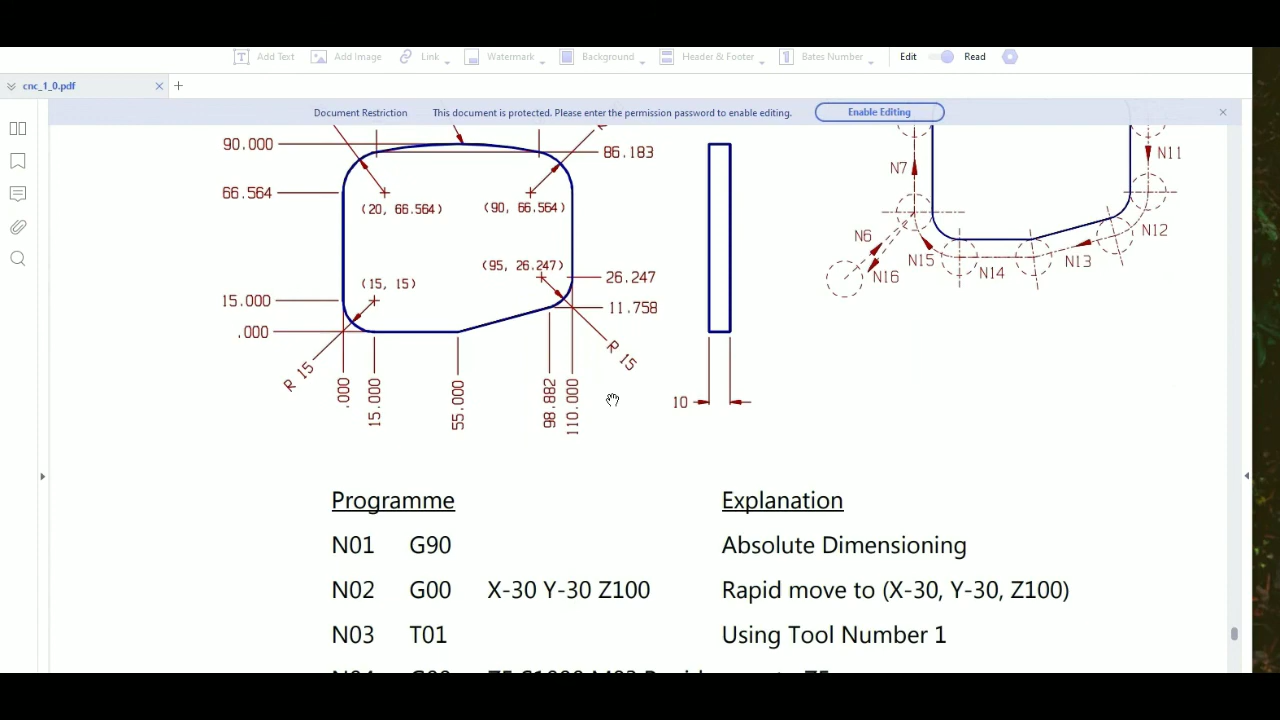 Add Text Add Image Link Watermark Background Header & Footer Bates Number Edit Read
cnc_1_0.pdf
Document Restriction This document is protected. Please enter the permission password to enable editing. Enable Editing
90.000
86.183
66.564
(20, 66.564)
(90, 66.564)
(95, 26.247)
26.247
(15, 15)
15.000
11.758
.000
R 15
R 15
.000
15.000
55.000
98.882
110.000
10
N7
N11
N6
N12
N15
N13
N16
N14
Programme Explanation
N01 G90 Absolute Dimensioning
N02 G00 X-30 Y-30 Z100 Rapid move to (X-30, Y-30, Z100)
N03 T01 Using Tool Number 1